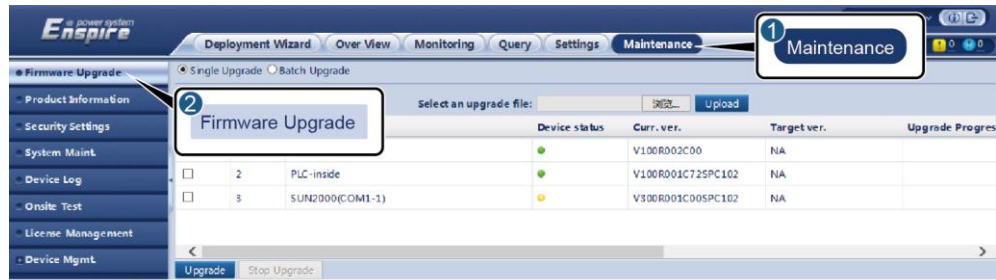 e power system
Enspire
Deployment Wizard Over View Monitoring Query Settings Maintenance
1 Maintenance
0 0
Firmware Upgrade
Single Upgrade Batch Upgrade
Product Information
2 Firmware Upgrade
Select an upgrade file: 浏览... Upload
Security Settings
Device status Curr. ver. Target ver. Upgrade Progres
System Maint.
V100R002C00 NA
Device Log
2 PLC-inside V100R001C72SPC102 NA
Onsite Test
3 SUN2000(COM1-1) V300R001C00SPC102 NA
License Management
Device Mgmt.
Upgrade Stop Upgrade